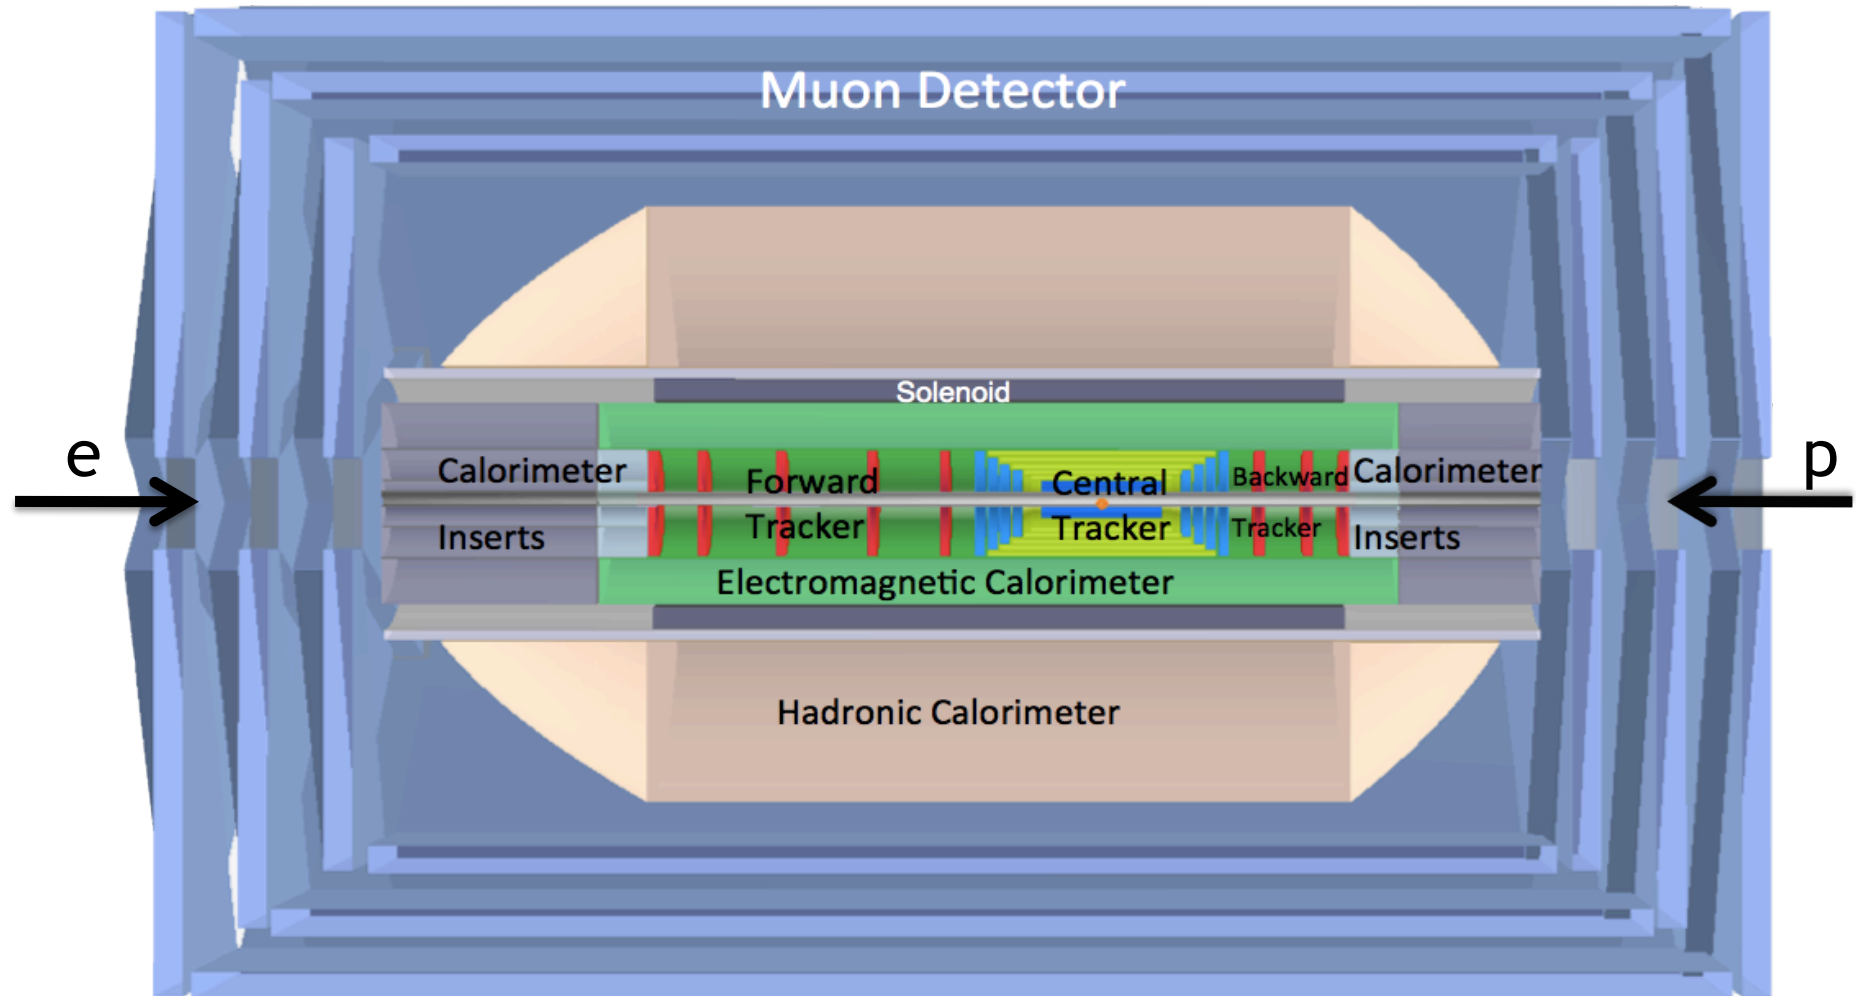 Muon Detector
Solenoid
e
p
Calorimeter
Inserts
Forward
Tracker
Central
Tracker
Backward
Tracker
Calorimeter
Inserts
Electromagnetic Calorimeter
Hadronic Calorimeter